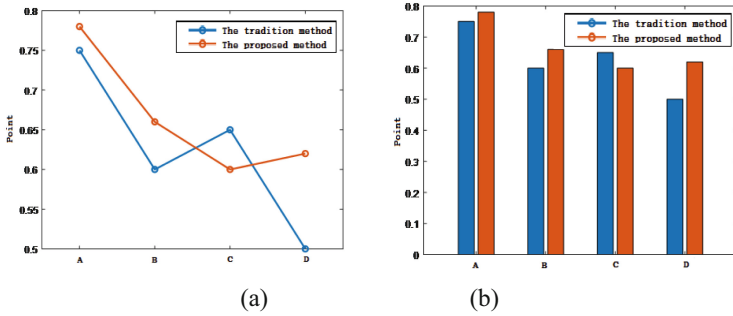 0.8
0.75
0.7
0.65
0.6
0.55
0.5
Point
A B C D
The tradition method
The proposed method
(a)
0.8
0.7
0.6
0.5
0.4
0.3
0.2
0.1
0
Point
A B C D
The tradition method
The proposed method
(b)